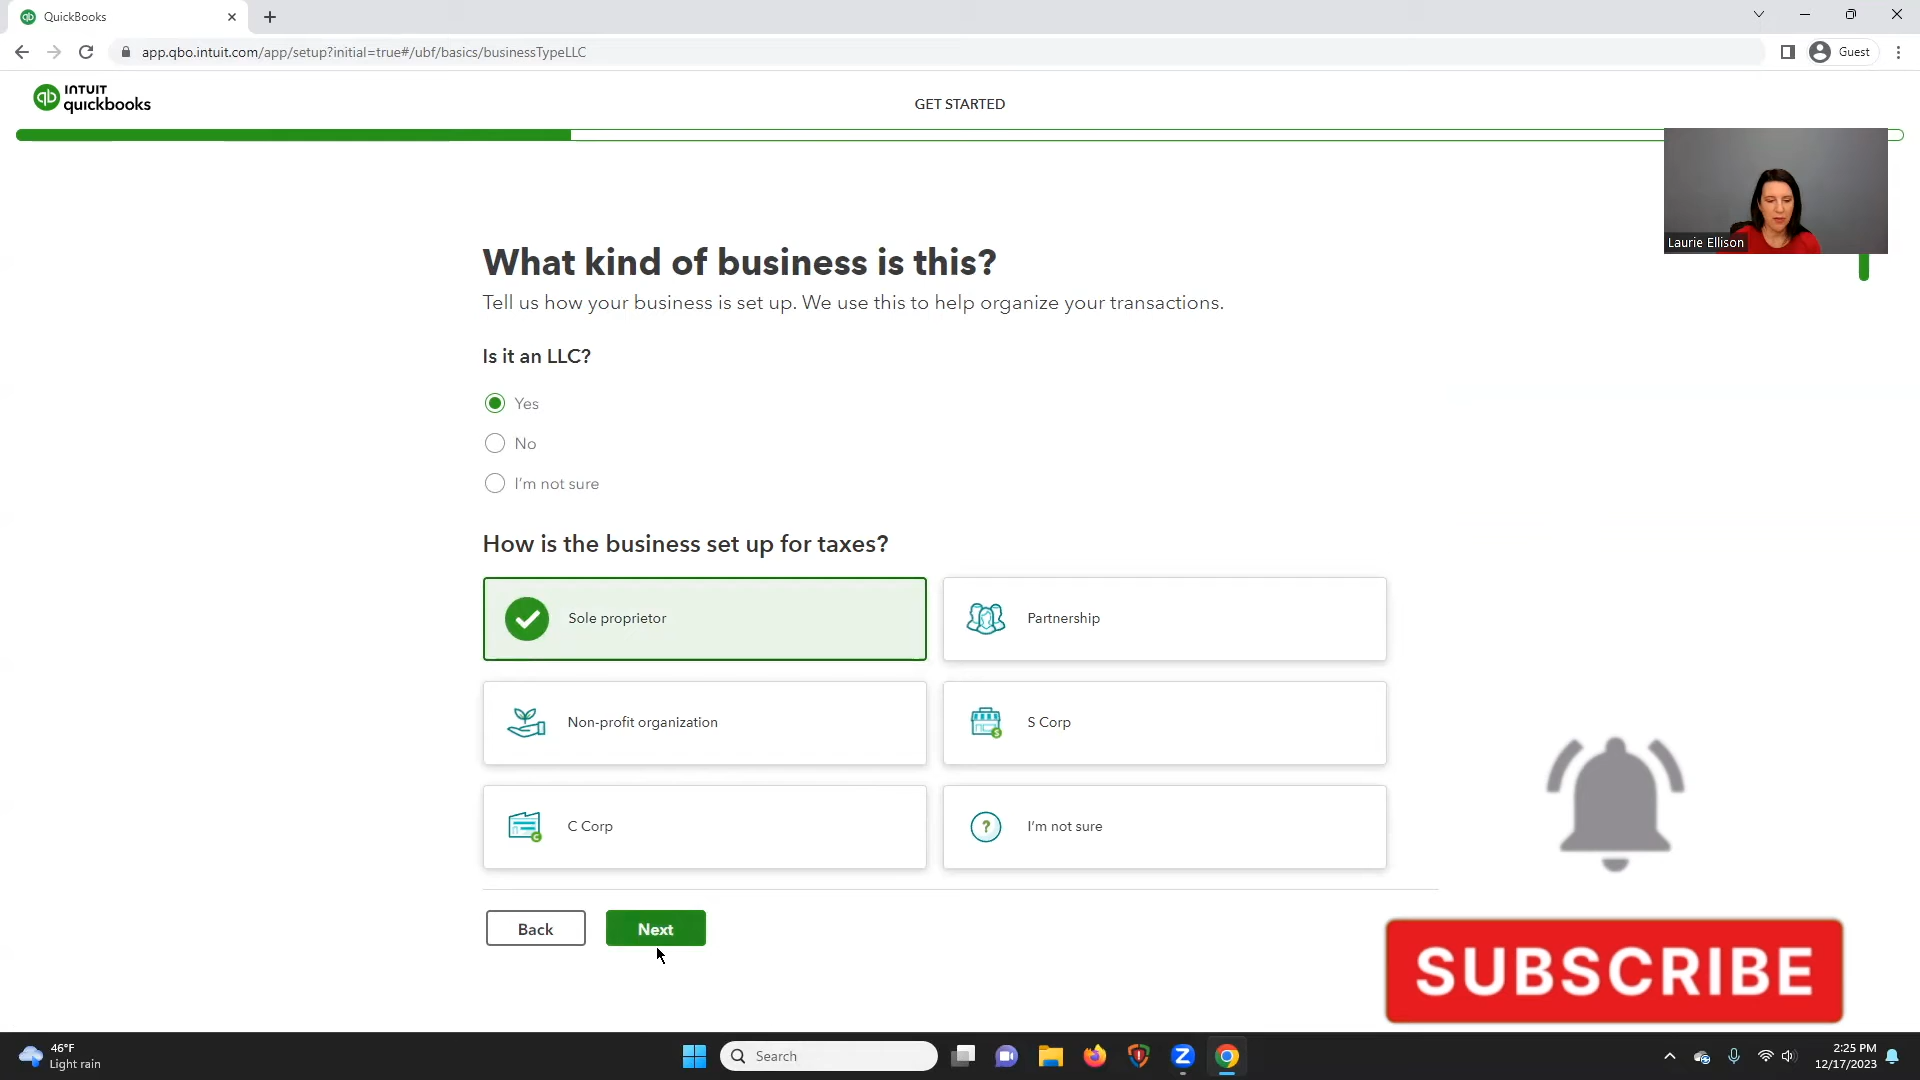 QuickBooks
app.qbo.intuit.com/app/setup?initial=true#/ubf/basics/businessTypeLLC
Guest
INTUIT
quickbooks
GET STARTED
Laurie Ellison
What kind of business is this?
Tell us how your business is set up. We use this to help organize your transactions.
Is it an LLC?
Yes
No
I'm not sure
How is the business set up for taxes?
Sole proprietor
Partnership
Non-profit organization
S Corp
C Corp
I'm not sure
Back
Next
SUBSCRIBE
46°F
Light rain
Search
2:25 PM
12/17/2023